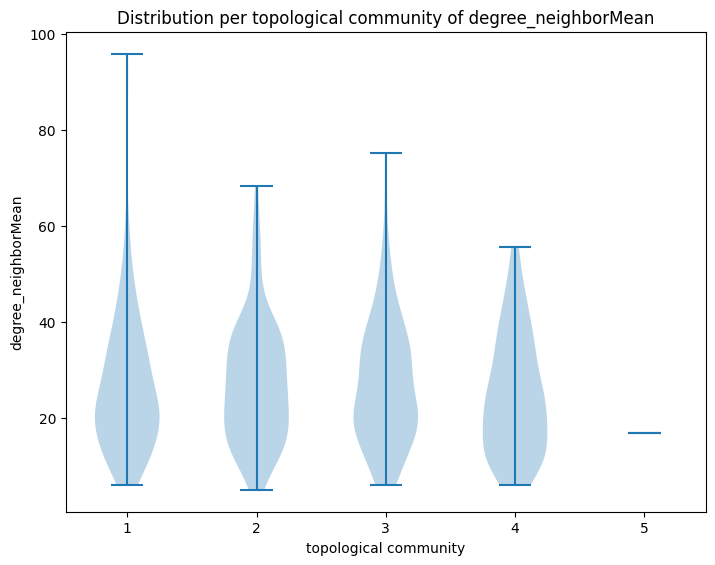 Distribution per topological community of degree_neighborMean
100
80
60
40
20
degree_neighborMean
1 2 3 4 5
topological community